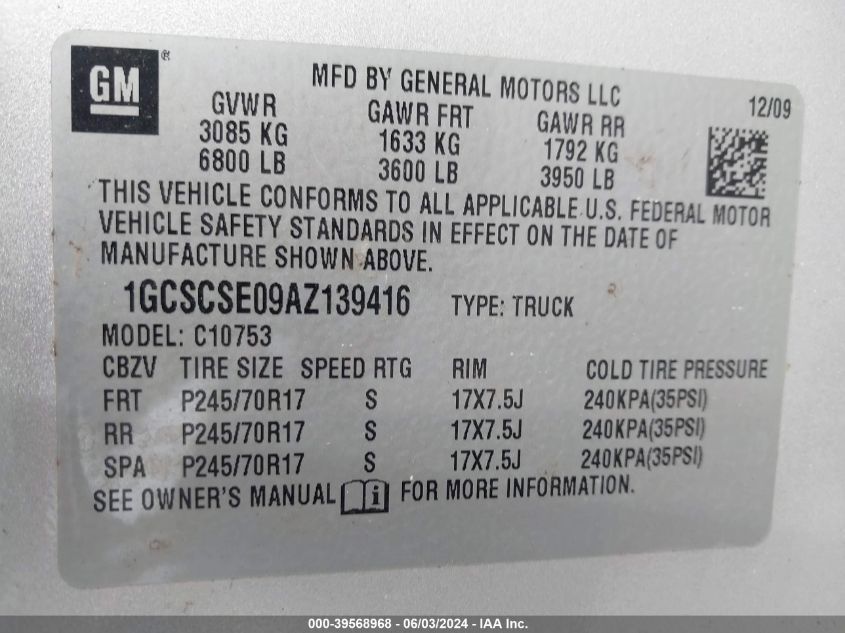 GM®
MFD BY GENERAL MOTORS LLC
12/09
GVWR GAWR FRT GAWR RR
3085 KG 1633 KG 1792 KG
6800 LB 3600 LB 3950 LB
THIS VEHICLE CONFORMS TO ALL APPLICABLE U.S. FEDERAL MOTOR
VEHICLE SAFETY STANDARDS IN EFFECT ON THE DATE OF
MANUFACTURE SHOWN ABOVE.
1GCSCSE09AZ139416 TYPE: TRUCK
MODEL: C10753
CBZV TIRE SIZE SPEED RTG RIM COLD TIRE PRESSURE
FRT P245/70R17 S 17X7.5J 240KPA(35PSI)
RR P245/70R17 S 17X7.5J 240KPA(35PSI)
SPA P245/70R17 S 17X7.5J 240KPA(35PSI)
SEE OWNER'S MANUAL i FOR MORE INFORMATION.
000-39568968 - 06/03/2024 - IAA Inc.